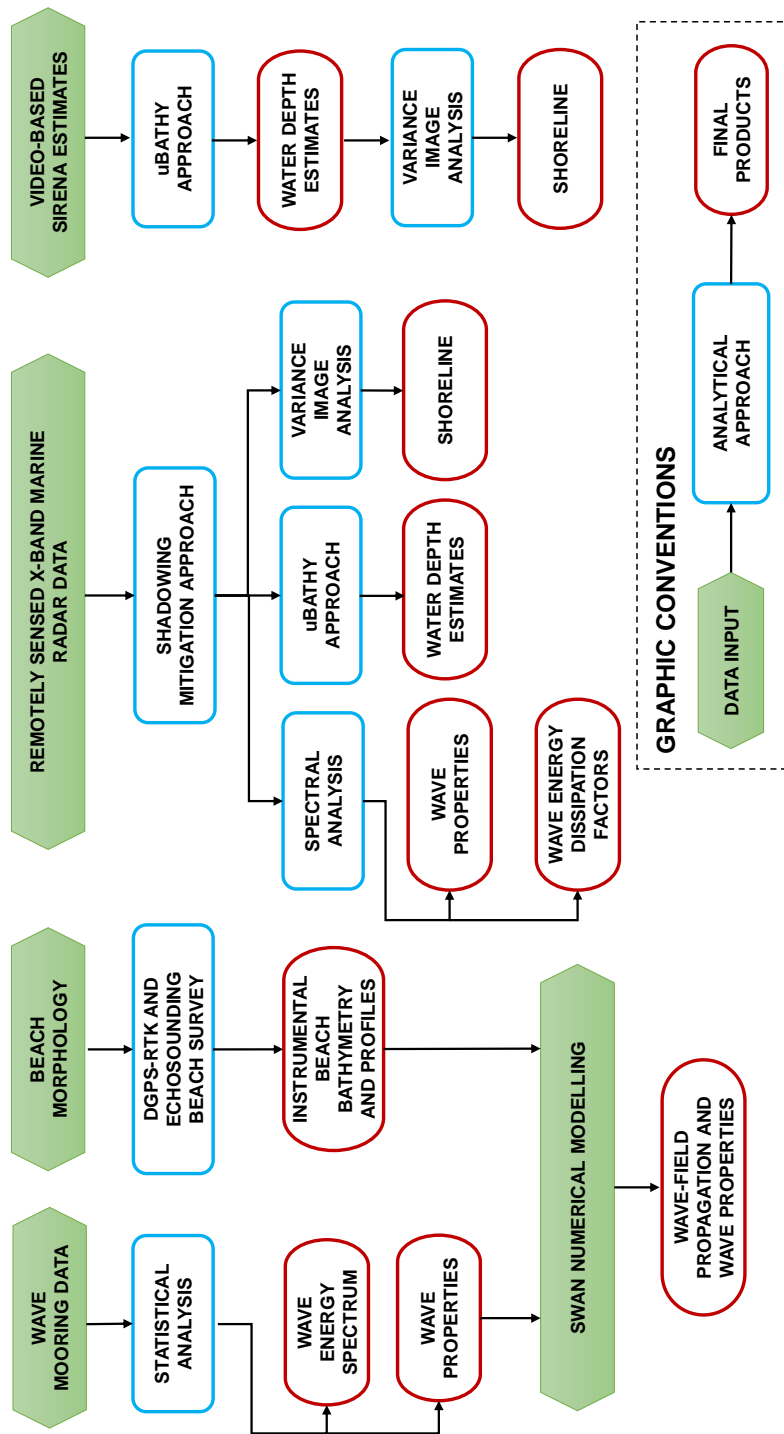 WAVE
MOORING DATA
STATISTICAL
ANALYSIS
WAVE
ENERGY
SPECTRUM
WAVE
PROPERTIES
BEACH
MORPHOLOGY
DGPS-RTK AND
ECHOSOUNDING
BEACH SURVEY
INSTRUMENTAL
BEACH
BATHYMETRY
AND PROFILES
SWAN NUMERICAL MODELLING
WAVE-FIELD
PROPAGATION AND
WAVE PROPERTIES
REMOTELY SENSED X-BAND MARINE
RADAR DATA
SHADOWING
MITIGATION APPROACH
SPECTRAL
ANALYSIS
WAVE
PROPERTIES
WAVE ENERGY
DISSIPATION
FACTORS
uBATHY
APPROACH
WATER DEPTH
ESTIMATES
VARIANCE
IMAGE
ANALYSIS
SHORELINE
VIDEO-BASED
SIRENA ESTIMATES
uBATHY
APPROACH
WATER DEPTH
ESTIMATES
VARIANCE
IMAGE
ANALYSIS
SHORELINE
GRAPHIC CONVENTIONS
DATA INPUT
ANALYTICAL
APPROACH
FINAL
PRODUCTS